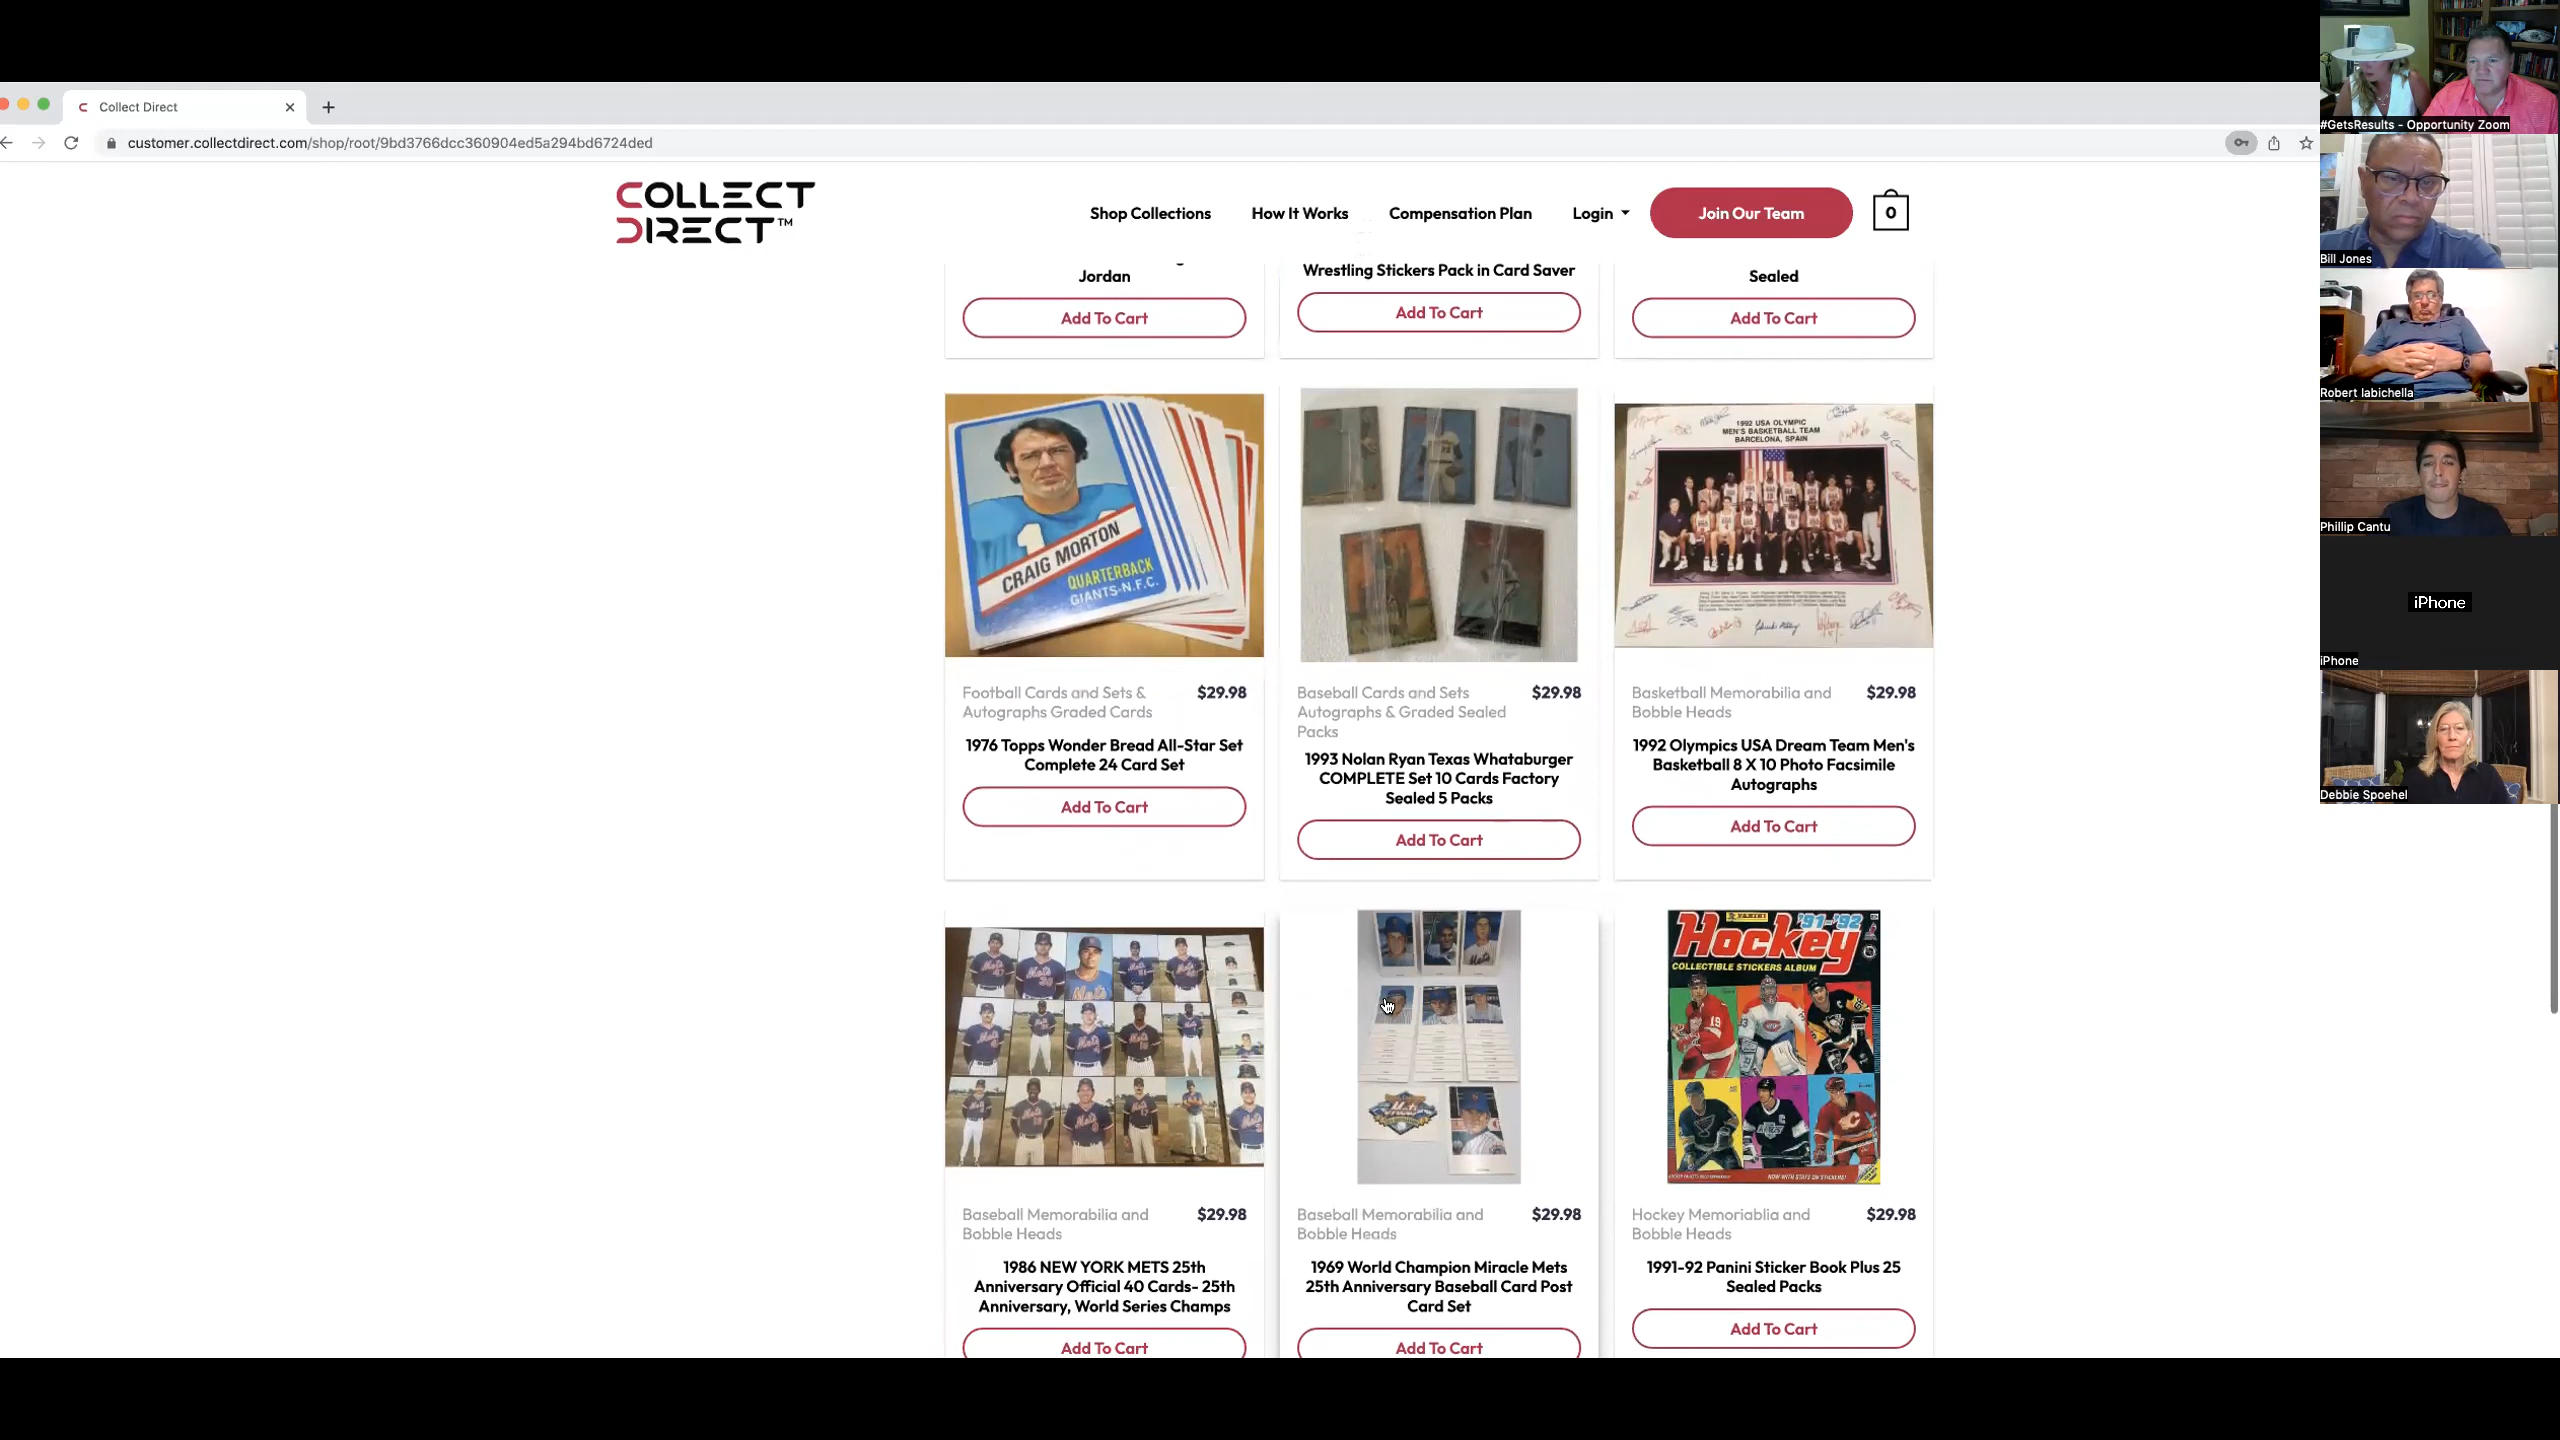 Collect Direct
customer.collectdirect.com/shop/root/9bd3766dcc360904ed5a294bd6724ded
COLLECT
DIRECT™
Shop Collections
How It Works
Compensation Plan
Login
Join Our Team
0
Jordan
Wrestling Stickers Pack in Card Saver
Sealed
Add To Cart
Add To Cart
Add To Cart
CRAIG MORTON
QUARTERBACK
GIANTS-N.F.C.
1992 USA OLYMPIC
MEN'S BASKETBALL TEAM
BARCELONA, SPAIN
Football Cards and Sets &
Autographs Graded Cards
$29.98
1976 Topps Wonder Bread All-Star Set
Complete 24 Card Set
Add To Cart
Baseball Cards and Sets
Autographs & Graded Sealed
Packs
$29.98
1993 Nolan Ryan Texas Whataburger
COMPLETE Set 10 Cards Factory
Sealed 5 Packs
Add To Cart
Basketball Memorabilia and
Bobble Heads
$29.98
1992 Olympics USA Dream Team Men's
Basketball 8 X 10 Photo Facsimile
Autographs
Add To Cart
PANINI
'91-'92
Hockey
COLLECTIBLE STICKERS ALBUM
NOW WITH STATS ON STICKERS!
Baseball Memorabilia and
Bobble Heads
$29.98
1986 NEW YORK METS 25th
Anniversary Official 40 Cards- 25th
Anniversary, World Series Champs
Add To Cart
Baseball Memorabilia and
Bobble Heads
$29.98
1969 World Champion Miracle Mets
25th Anniversary Baseball Card Post
Card Set
Add To Cart
Hockey Memoriablia and
Bobble Heads
$29.98
1991-92 Panini Sticker Book Plus 25
Sealed Packs
Add To Cart
#GetsResults - Opportunity Zoom
Bill Jones
Robert Iabichella
Phillip Cantu
iPhone
iPhone
Debbie Spoehel